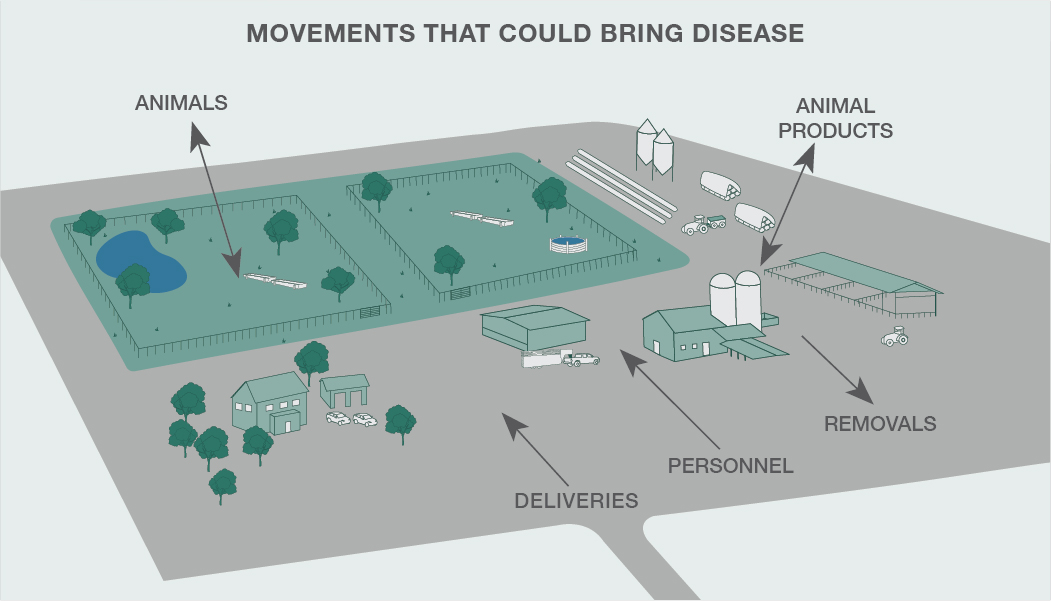 MOVEMENTS THAT COULD BRING DISEASE
ANIMALS
ANIMAL
PRODUCTS
REMOVALS
PERSONNEL
DELIVERIES